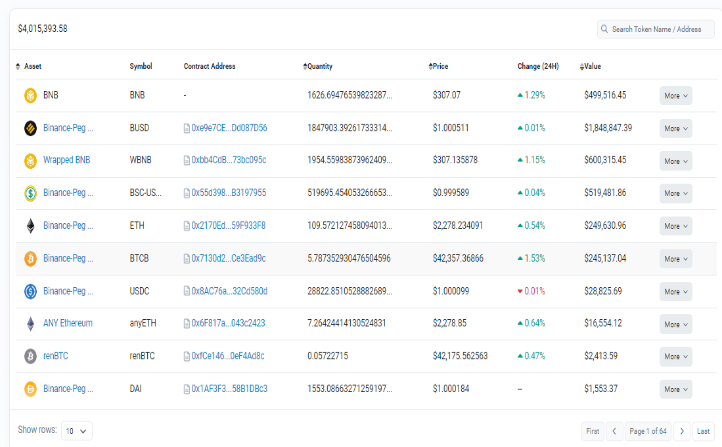 $4,015,393.58
Search Token Name / Address
Asset Symbol Contract Address Quantity Price Change (24H) Value
BNB BNB - 1626.69476539823287... $307.07 1.29% $499,516.45 More
Binance-Peg ... BUSD 0xe9e7CE...Dd087D56 1847903.39261733314... $1.000511 0.01% $1,848,847.39 More
Wrapped BNB WBNB 0xbb4CdB...73bc095c 1954.55983873962409... $307.135878 1.15% $600,315.45 More
Binance-Peg ... BSC-US... 0x55d398...B3197955 519695.454053266653... $0.999589 0.04% $519,481.86 More
Binance-Peg ... ETH 0x2170Ed...59F933F8 109.572127458094013... $2,278.234091 0.54% $249,630.96 More
Binance-Peg ... BTCB 0x7130d2...Ce3Ead9c 5.787352930476504596 $42,357.36866 1.53% $245,137.04 More
Binance-Peg ... USDC 0x8AC76a...32Cd580d 28822.8510528882689... $1.000099 0.01% $28,825.69 More
ANY Ethereum anyETH 0x6F817a...043c2423 7.26424414130524831 $2,278.85 0.64% $16,554.12 More
renBTC renBTC 0xfCe146...0eF4Ad8c 0.05722715 $42,175.562563 0.47% $2,413.59 More
Binance-Peg ... DAI 0x1AF3F3...58B1DBc3 1553.08663271259197... $1.000184 – $1,553.37 More
Show rows: 10 First Page 1 of 64 Last